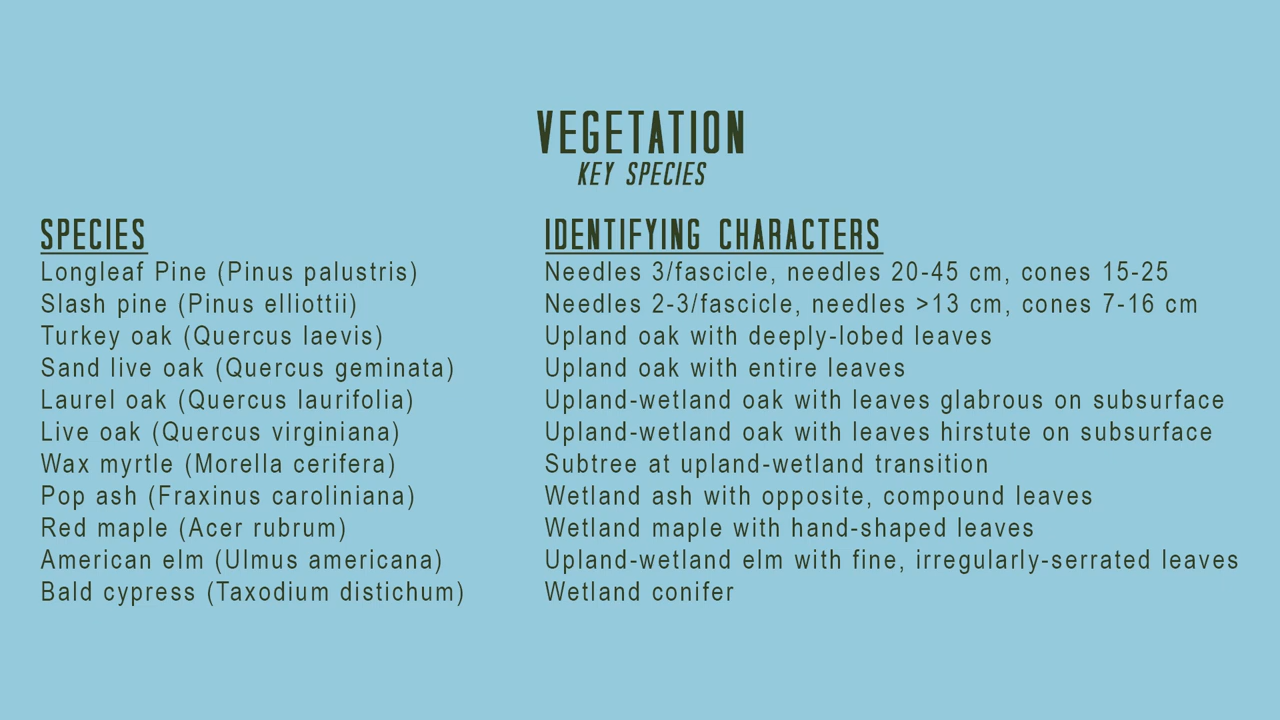 VEGETATION
KEY SPECIES
SPECIES IDENTIFYING CHARACTERS
Longleaf Pine (Pinus palustris) Needles 3/fascicle, needles 20-45 cm, cones 15-25
Slash pine (Pinus elliottii) Needles 2-3/fascicle, needles >13 cm, cones 7-16 cm
Turkey oak (Quercus laevis) Upland oak with deeply-lobed leaves
Sand live oak (Quercus geminata) Upland oak with entire leaves
Laurel oak (Quercus laurifolia) Upland-wetland oak with leaves glabrous on subsurface
Live oak (Quercus virginiana) Upland-wetland oak with leaves hirstute on subsurface
Wax myrtle (Morella cerifera) Subtree at upland-wetland transition
Pop ash (Fraxinus caroliniana) Wetland ash with opposite, compound leaves
Red maple (Acer rubrum) Wetland maple with hand-shaped leaves
American elm (Ulmus americana) Upland-wetland elm with fine, irregularly-serrated leaves
Bald cypress (Taxodium distichum) Wetland conifer